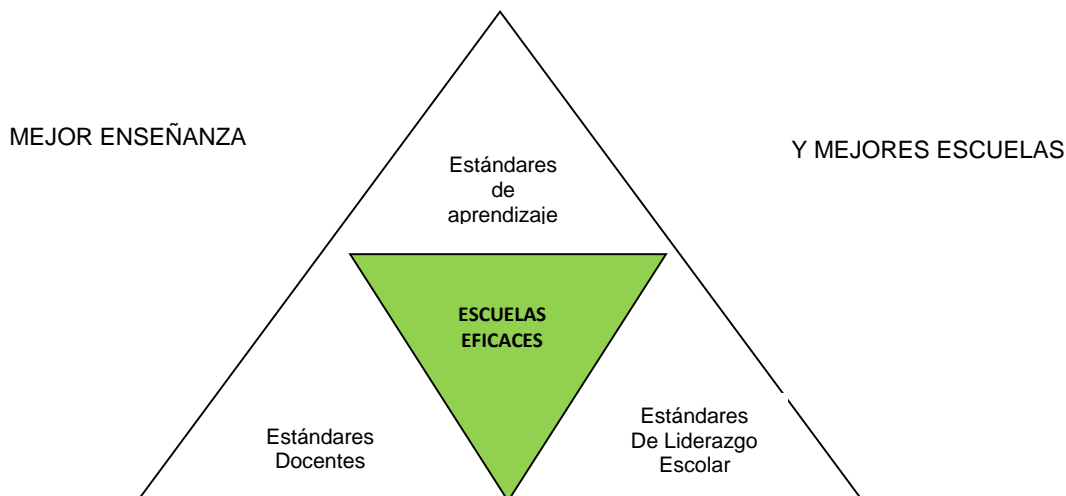 MEJOR ENSEÑANZA
Y MEJORES ESCUELAS
Estándares
de
aprendizaje
ESCUELAS
EFICACES
Estándares
Docentes
Estándares
De Liderazgo
Escolar